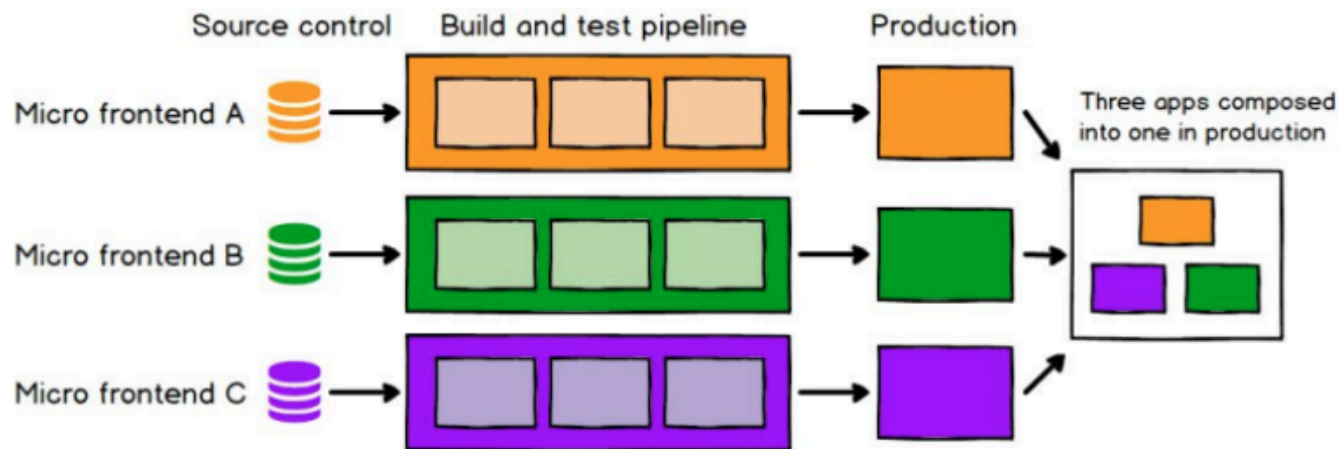 Source control
Build and test pipeline
Production
Micro frontend A
Three apps composed
into one in production
Micro frontend B
Micro frontend C